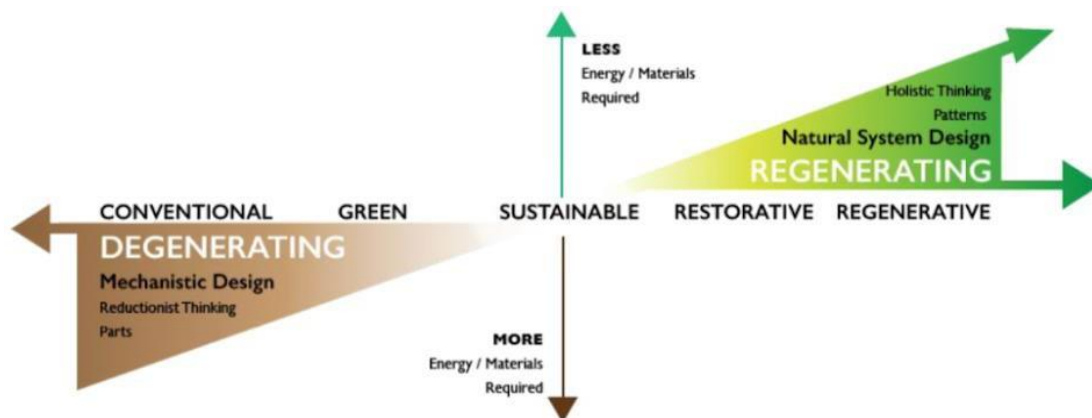 LESS
Energy / Materials
Required
Holistic Thinking
Patterns
Natural System Design
REGENERATING
CONVENTIONAL GREEN SUSTAINABLE RESTORATIVE REGENERATIVE
DEGENERATING
Mechanistic Design
Reductionist Thinking
Parts
MORE
Energy / Materials
Required